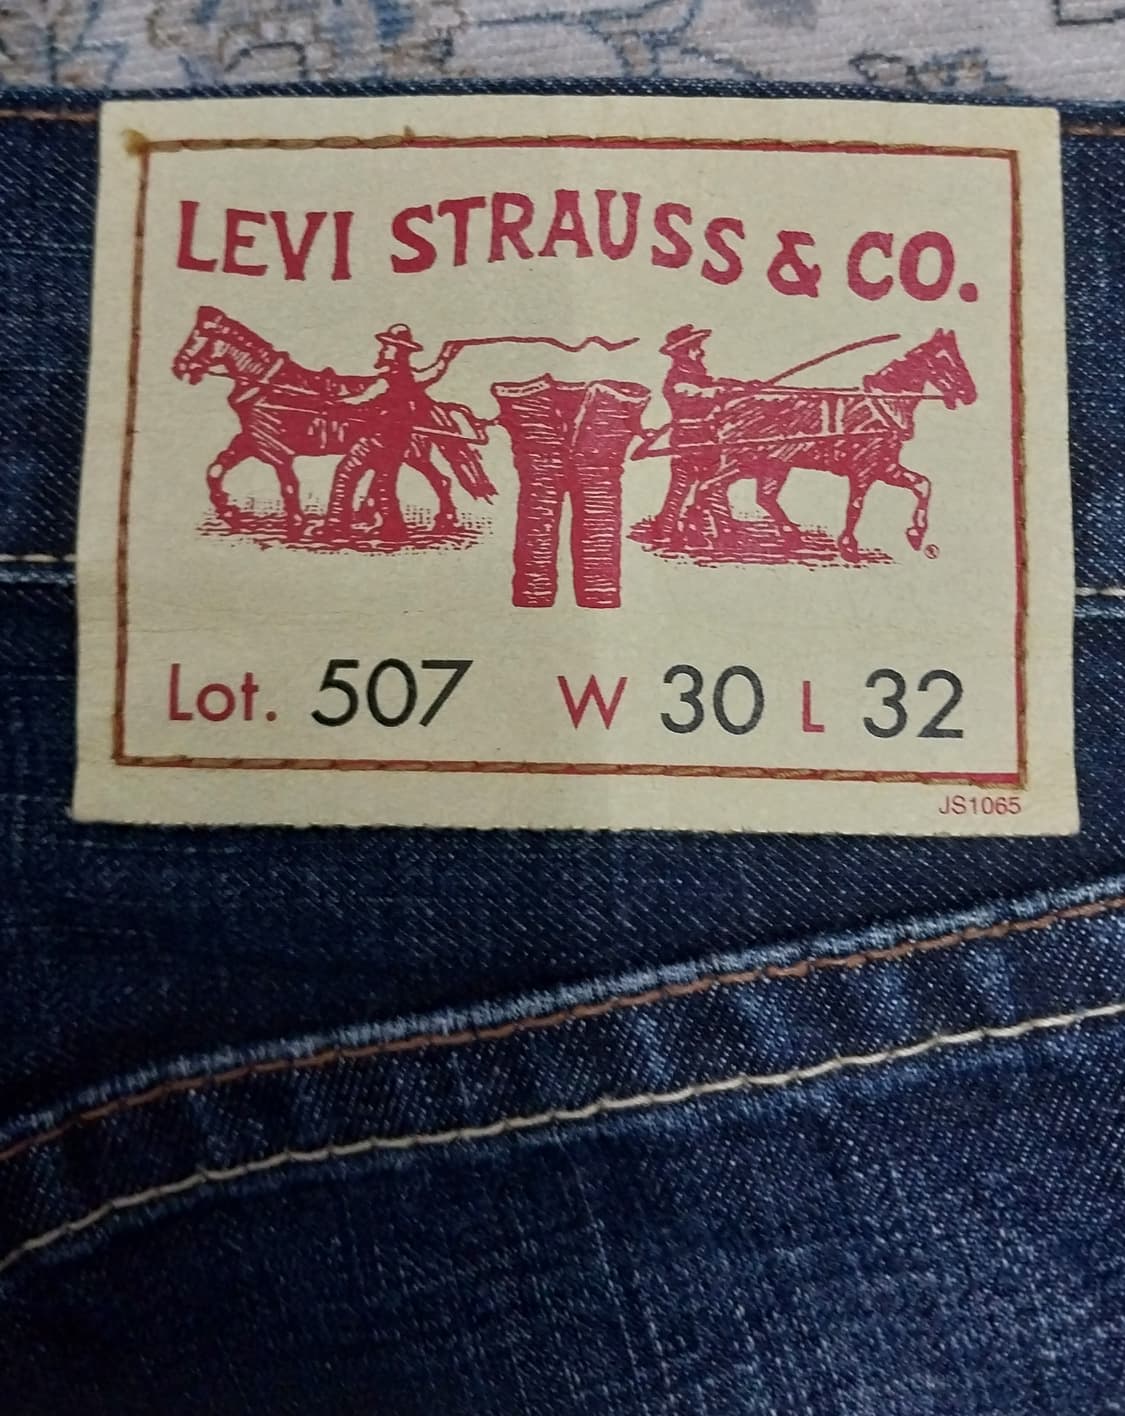 LEVI STRAUSS & CO.
®
Lot. 507 W 30 L 32
JS1065